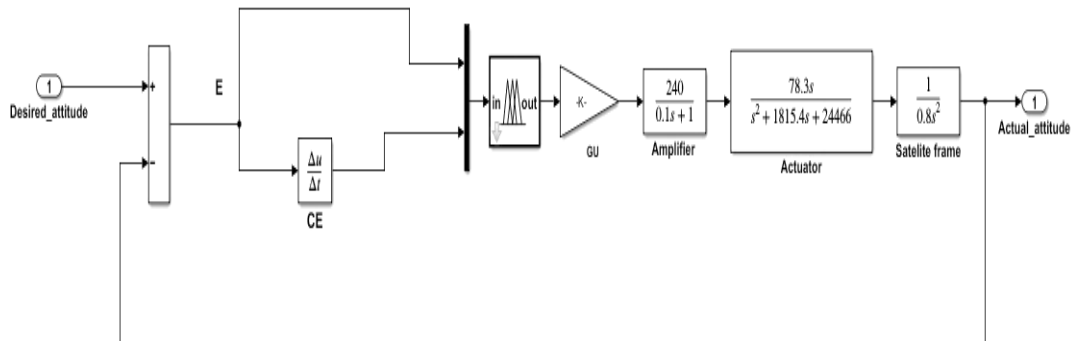 1
Desired_attitude
+
−
E
Δu
Δt
CE
in
out
-K-
GU
240
0.1s + 1
Amplifier
78.3s
s² + 1815.4s + 24466
Actuator
1
0.8s²
Satelite frame
1
Actual_attitude